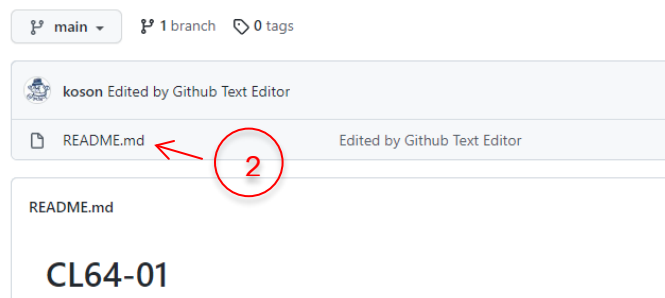 main 1 branch 0 tags
koson Edited by Github Text Editor
README.md Edited by Github Text Editor
2
README.md
CL64-01